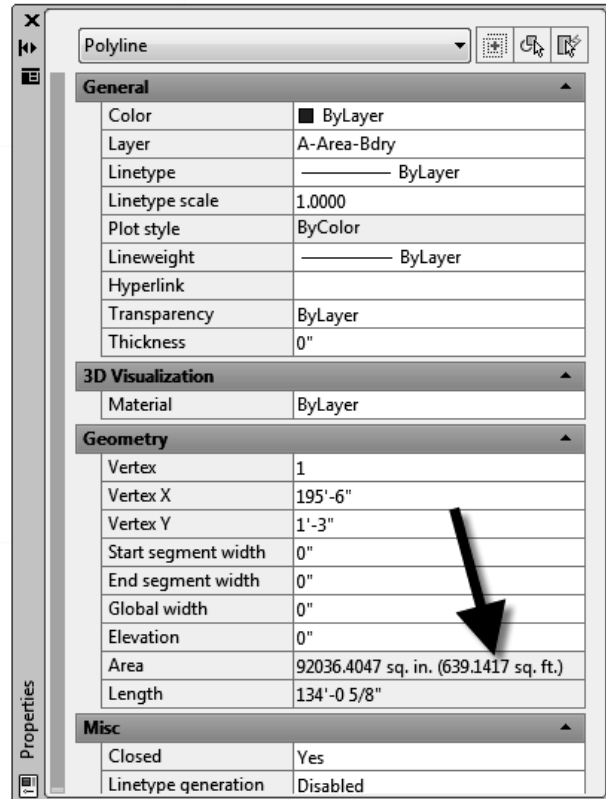 Polyline
General
Color ByLayer
Layer A-Area-Bdry
Linetype ByLayer
Linetype scale 1.0000
Plot style ByColor
Lineweight ByLayer
Hyperlink
Transparency ByLayer
Thickness 0"
3D Visualization
Material ByLayer
Geometry
Vertex 1
Vertex X 195'-6"
Vertex Y 1'-3"
Start segment width 0"
End segment width 0"
Global width 0"
Elevation 0"
Area 92036.4047 sq. in. (639.1417 sq. ft.)
Length 134'-0 5/8"
Misc
Closed Yes
Linetype generation Disabled
Properties